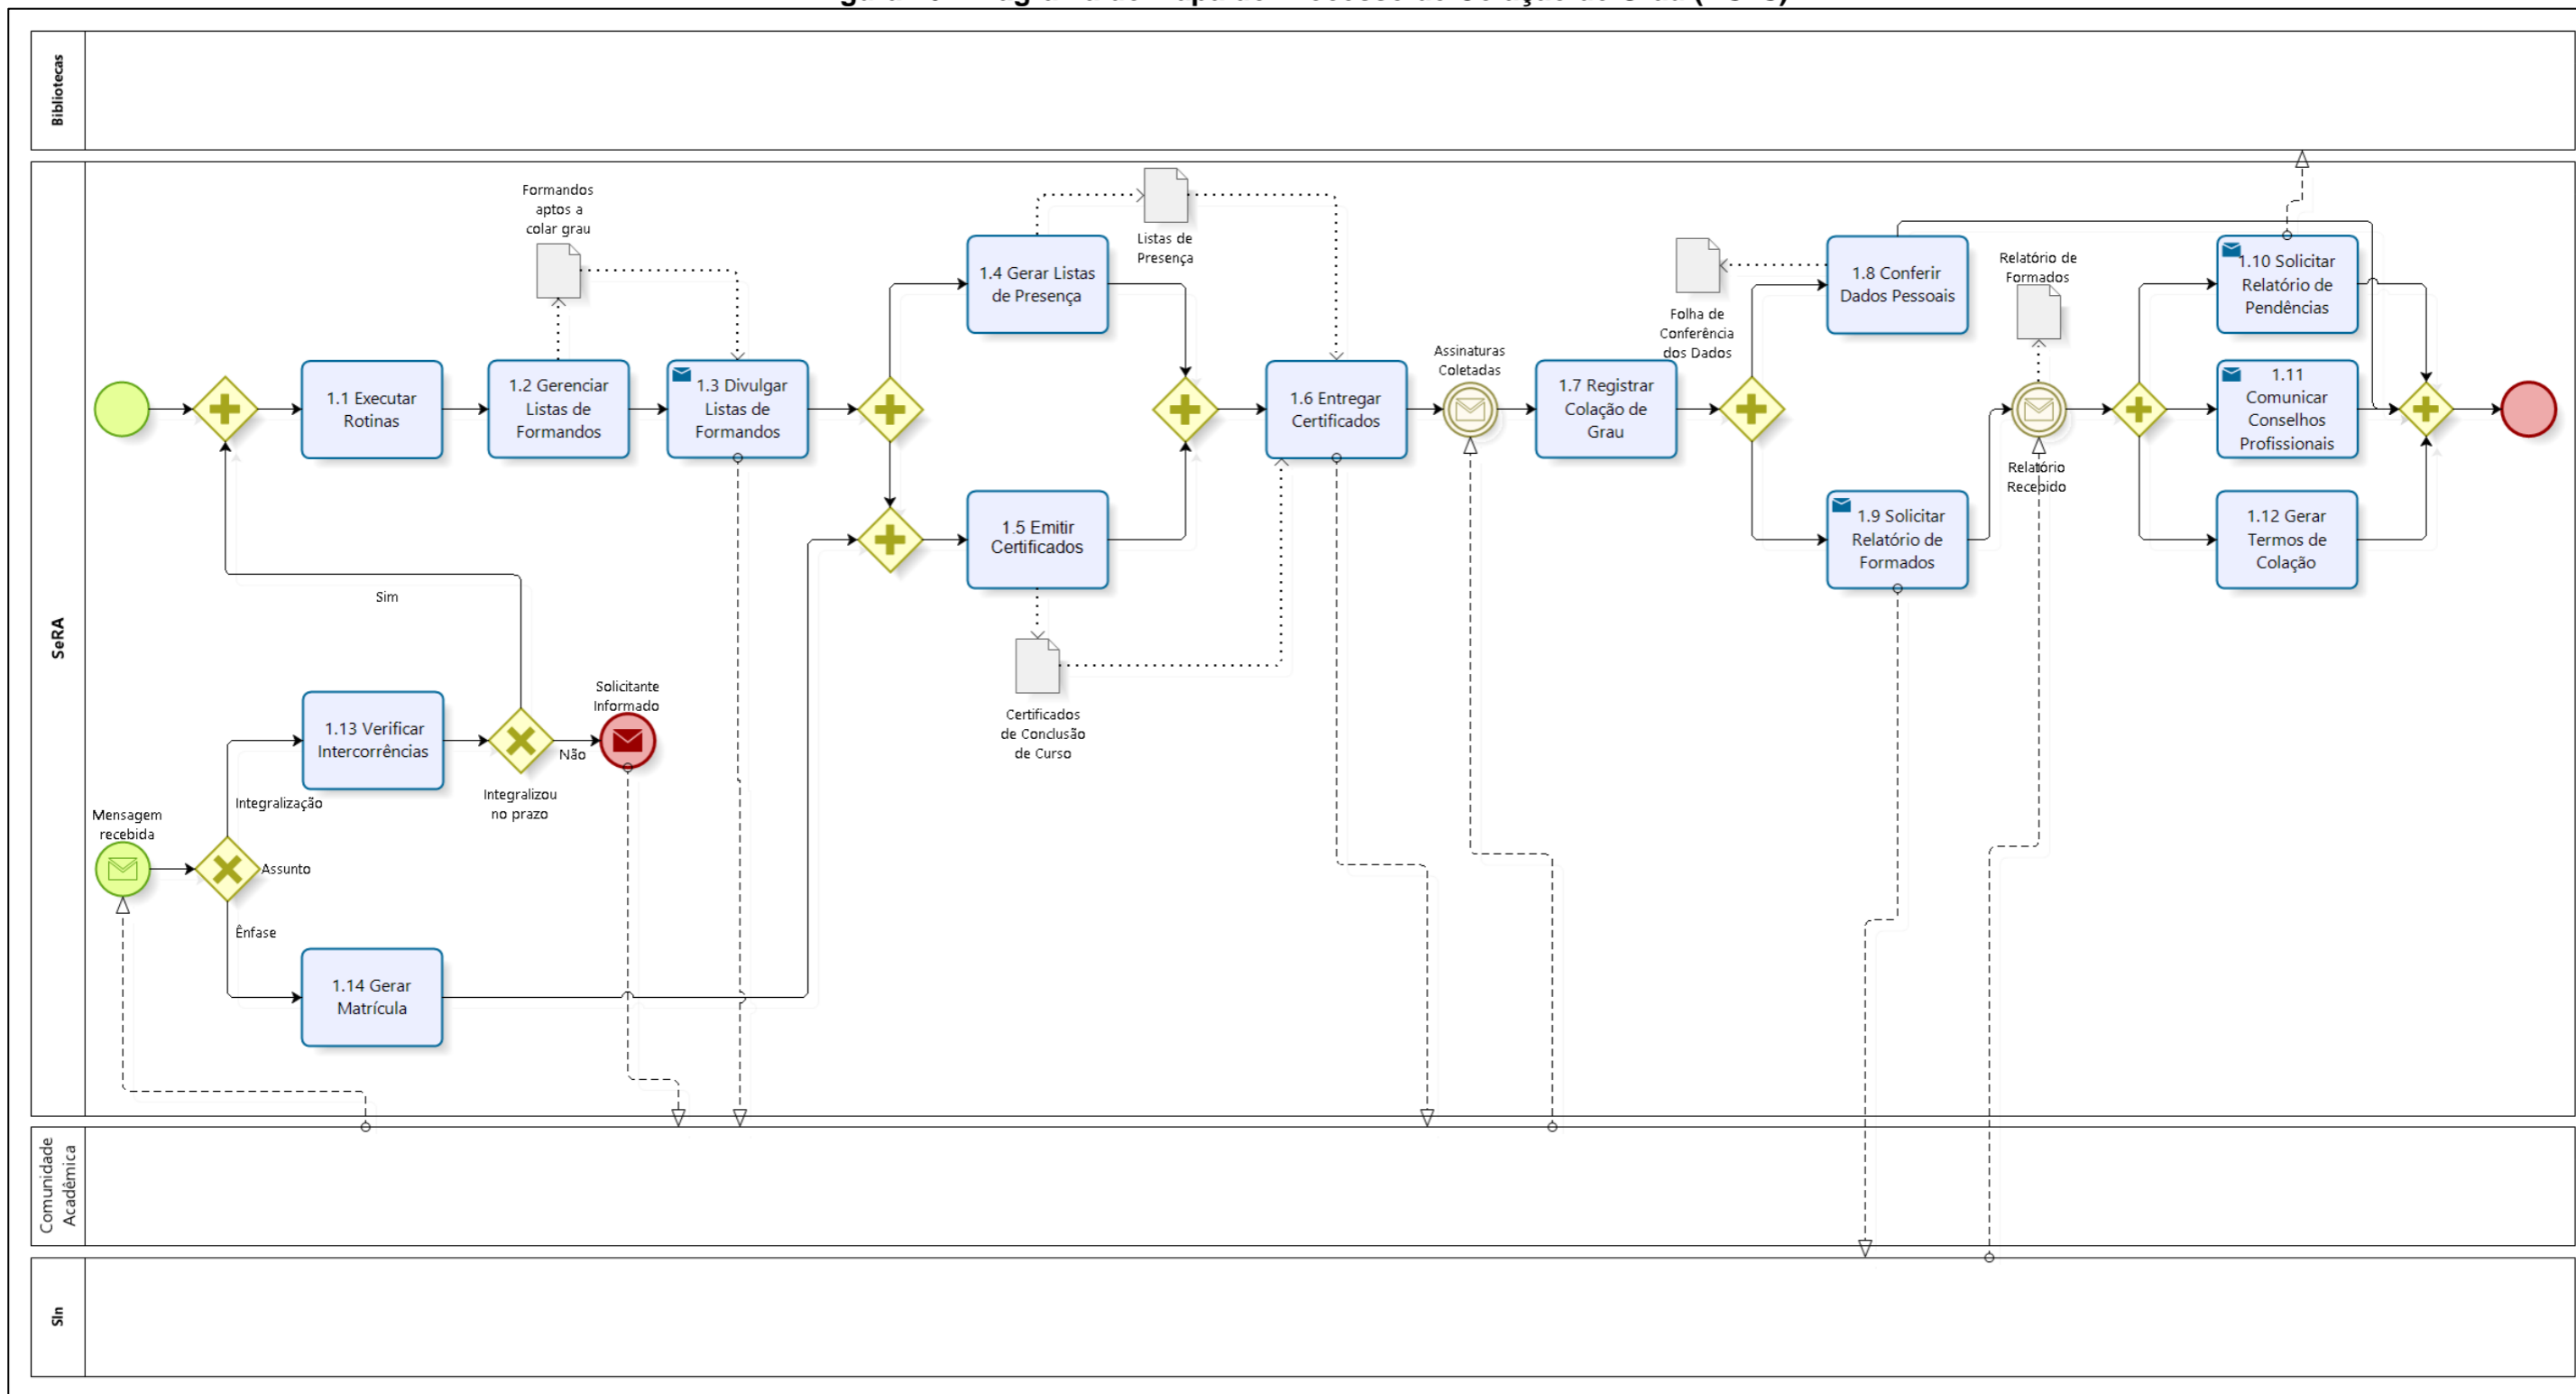 Bibliotecas
SeRA
Formandos
aptos a
colar grau
Listas de
Presença
1.4 Gerar Listas
de Presença
1.1 Executar
Rotinas
1.2 Gerenciar
Listas de
Formandos
1.3 Divulgar
Listas de
Formandos
1.5 Emitir
Certificados
Certificados
de Conclusão
de Curso
1.6 Entregar
Certificados
Assinaturas
Coletadas
1.7 Registrar
Colação de
Grau
Folha de
Conferência
dos Dados
1.8 Conferir
Dados Pessoais
1.9 Solicitar
Relatório de
Formados
Relatório de
Formados
Relatório
Recebido
1.10 Solicitar
Relatório de
Pendências
1.11
Comunicar
Conselhos
Profissionais
1.12 Gerar
Termos de
Colação
Sim
1.13 Verificar
Intercorrências
Integralizou
no prazo
Não
Solicitante
Informado
Mensagem
recebida
Integralização
Assunto
Ênfase
1.14 Gerar
Matrícula
Comunidade
Acadêmica
SIn